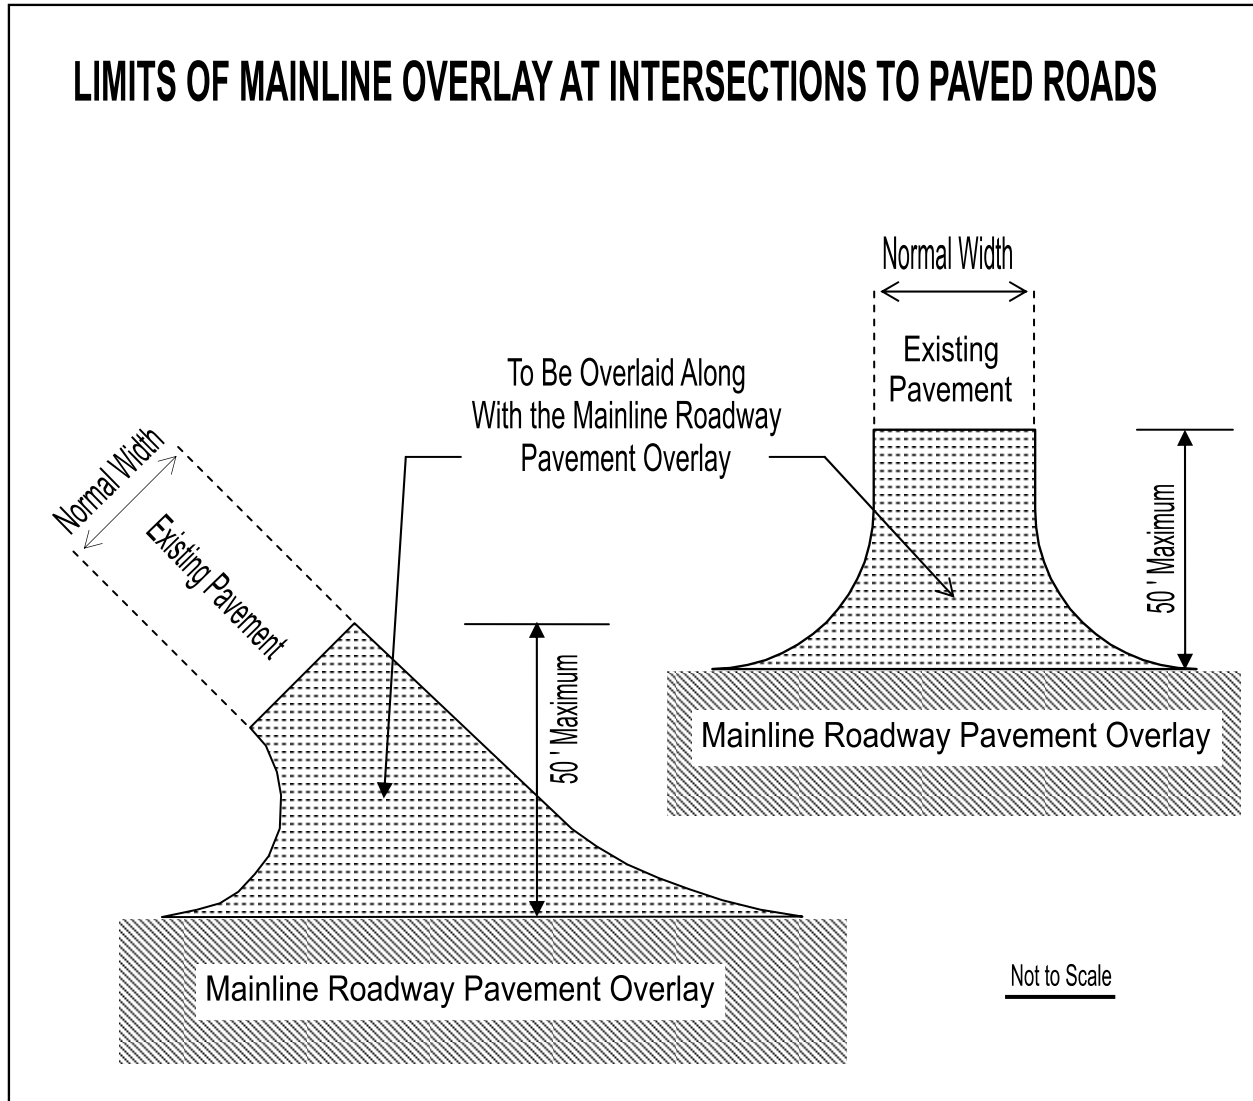 LIMITS OF MAINLINE OVERLAY AT INTERSECTIONS TO PAVED ROADS
Normal Width
Existing
Pavement
To Be Overlaid Along
With the Mainline Roadway
Pavement Overlay
50 ' Maximum
Mainline Roadway Pavement Overlay
Normal Width
Existing Pavement
50 ' Maximum
Mainline Roadway Pavement Overlay
Not to Scale